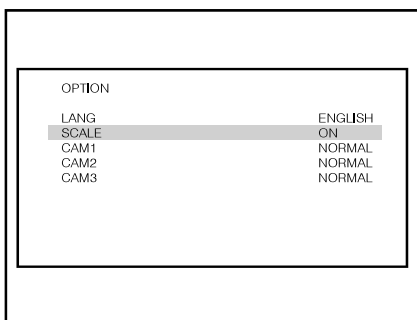 OPTION
LANG ENGLISH
SCALE ON
CAM1 NORMAL
CAM2 NORMAL
CAM3 NORMAL